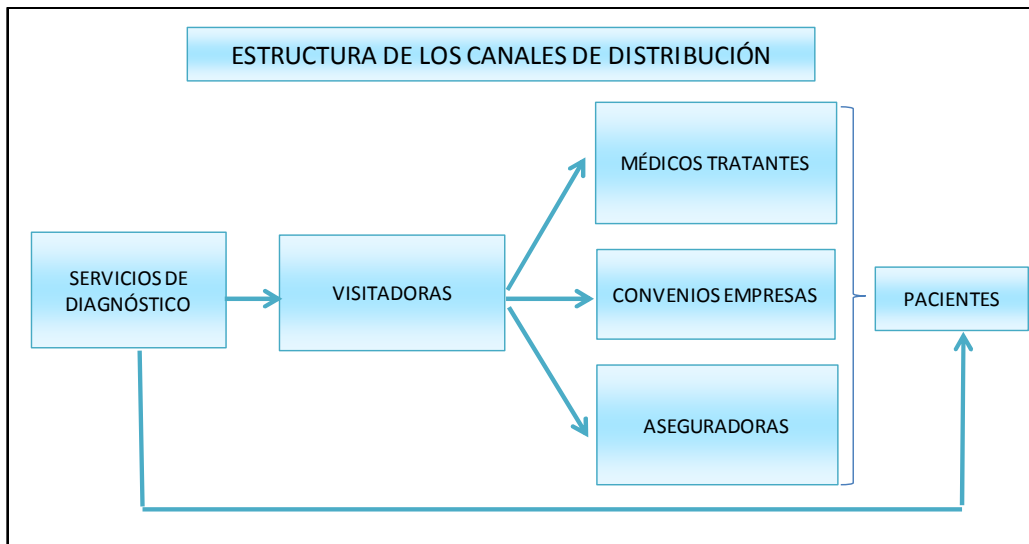 ESTRUCTURA DE LOS CANALES DE DISTRIBUCIÓN
SERVICIOS DE
DIAGNÓSTICO
VISITADORAS
MÉDICOS TRATANTES
CONVENIOS EMPRESAS
ASEGURADORAS
PACIENTES